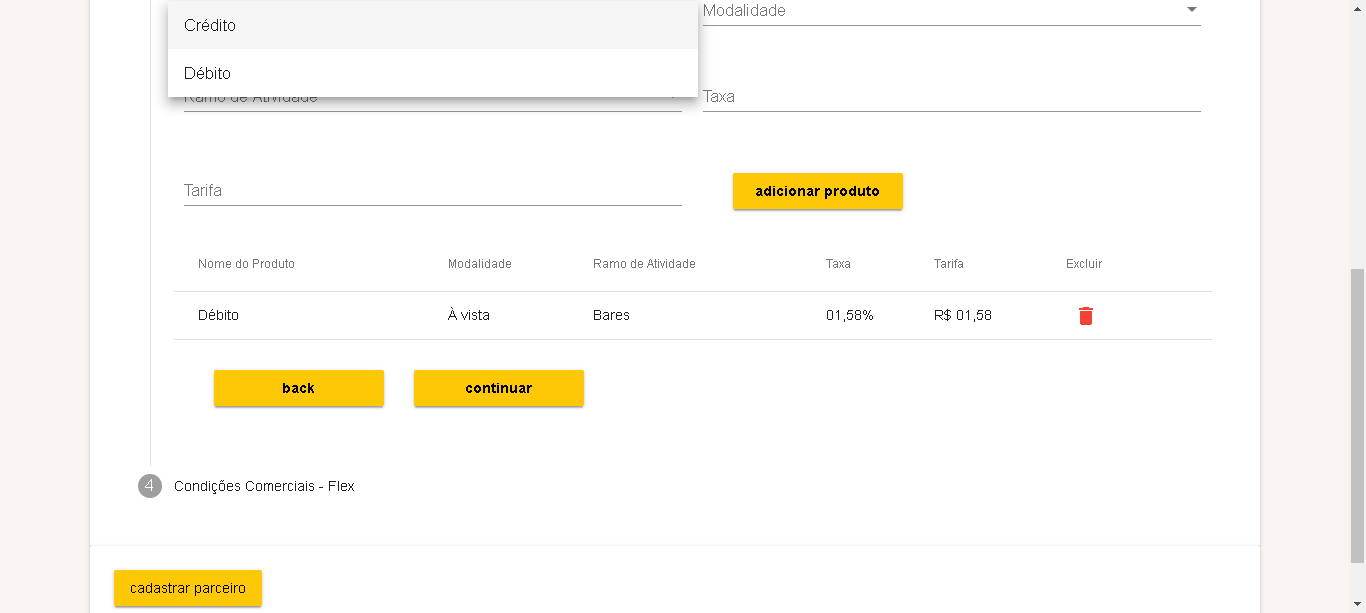 Crédito
Modalidade
Débito
Ramo de Atividade
Taxa
Tarifa
adicionar produto
Nome do Produto Modalidade Ramo de Atividade Taxa Tarifa Excluir
Débito À vista Bares 01,58% R$ 01,58
back continuar
4 Condições Comerciais - Flex
cadastrar parceiro